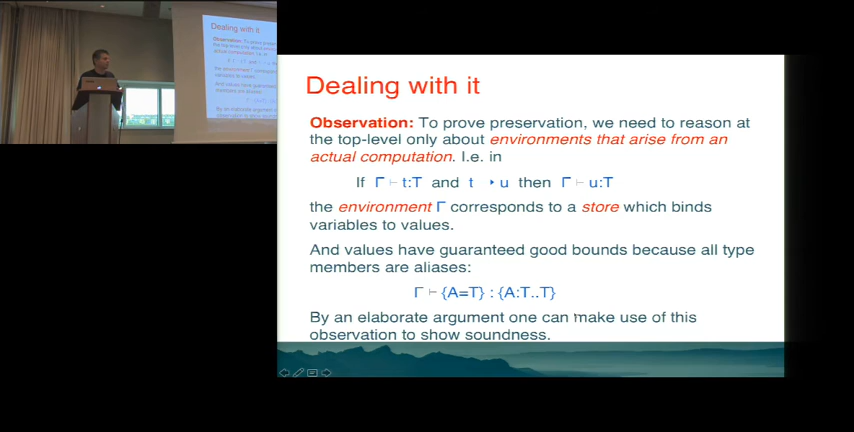 Dealing with it
Observation: To prove preservation, we need to reason at
the top-level only about environments that arise from an
actual computation. I.e. in
If Γ ⊢ t:T and t → u then Γ ⊢ u:T
the environment Γ corresponds to a store which binds
variables to values.
And values have guaranteed good bounds because all type
members are aliases:
Γ ⊢ {A=T} : {A:T..T}
By an elaborate argument one can make use of this
observation to show soundness.
Dealing with it